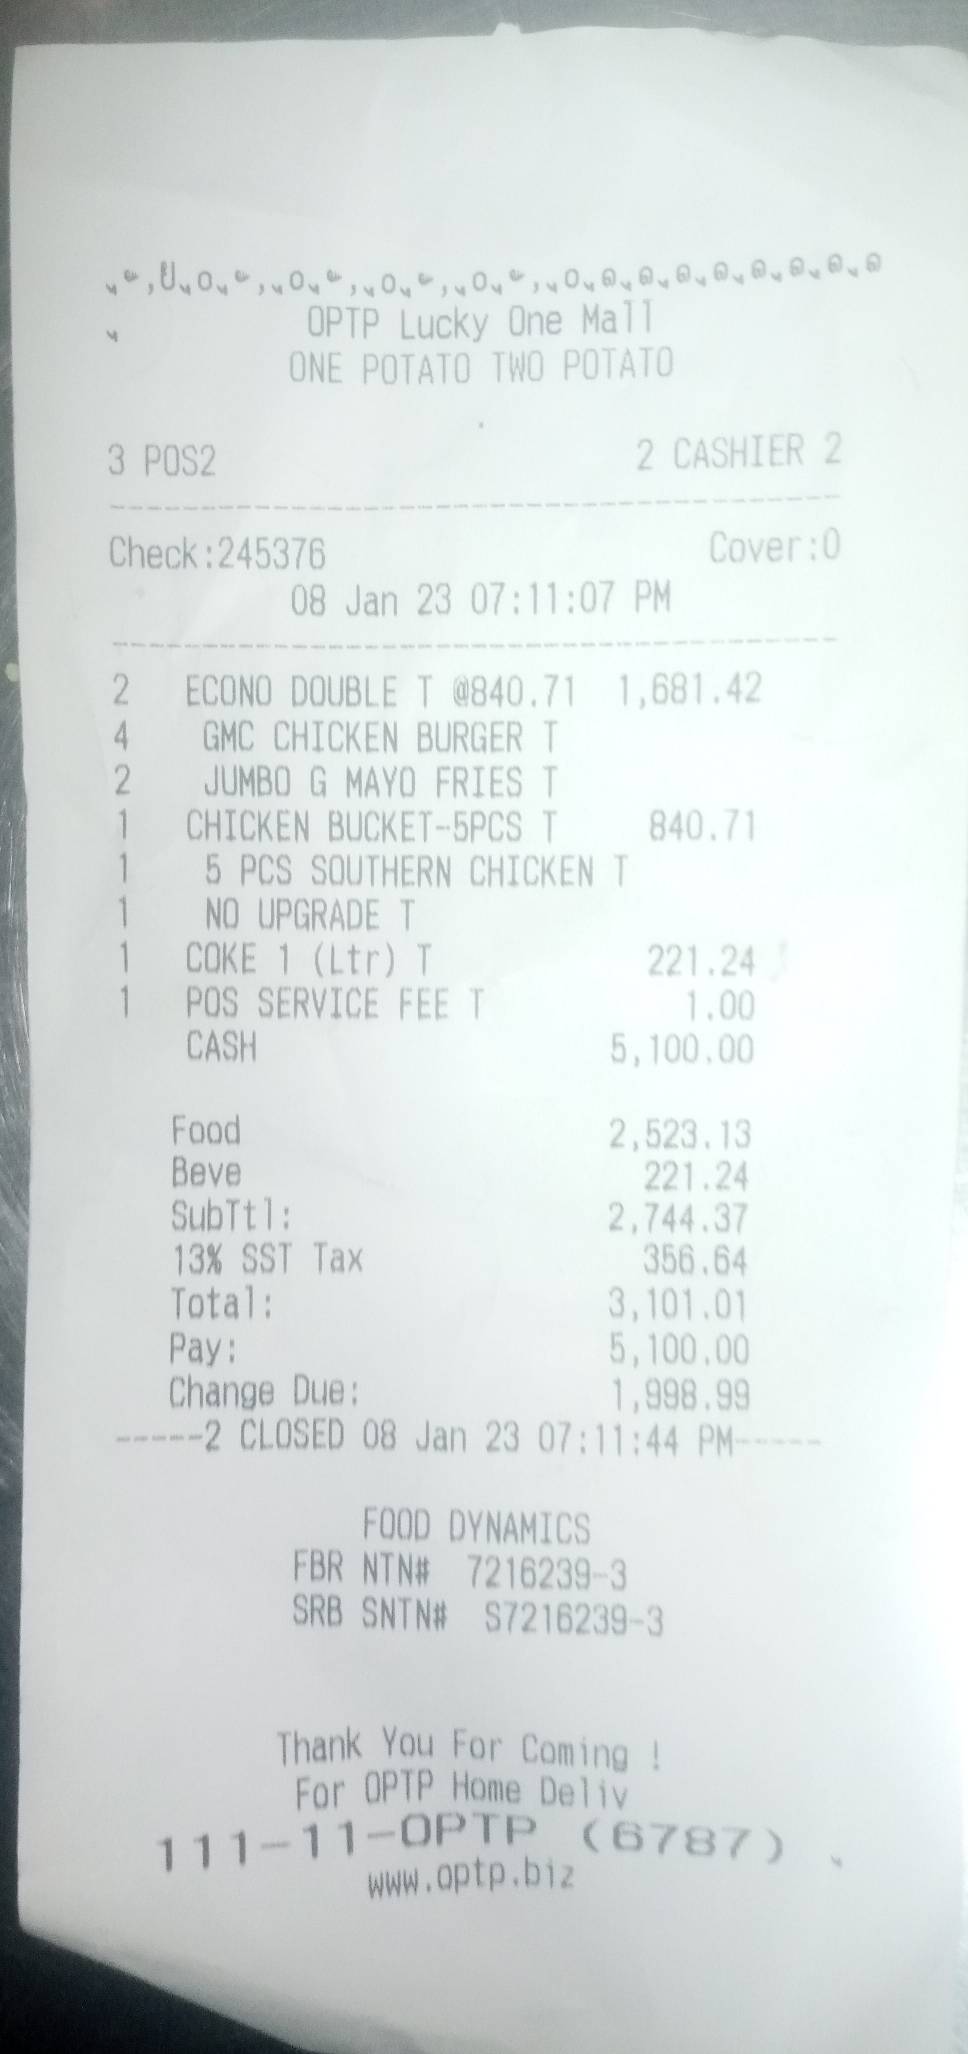 OPTP Lucky One Mall
ONE POTATO TWO POTATO
3 POS2 2 CASHIER 2
Check:245376 Cover:0
08 Jan 23 07:11:07 PM
2 ECONO DOUBLE T @840.71 1,681.42
4 GMC CHICKEN BURGER T
2 JUMBO G MAYO FRIES T
1 CHICKEN BUCKET-5PCS T 840.71
1 5 PCS SOUTHERN CHICKEN T
1 NO UPGRADE T
1 COKE 1 (Ltr) T 221.24
1 POS SERVICE FEE T 1.00
CASH 5,100.00
Food 2,523.13
Beve 221.24
SubTtl: 2,744.37
13% SST Tax 356.64
Total: 3,101.01
Pay: 5,100.00
Change Due: 1,998.99
-----2 CLOSED 08 Jan 23 07:11:44 PM-----
FOOD DYNAMICS
FBR NTN# 7216239-3
SRB SNTN# S7216239-3
Thank You For Coming !
For OPTP Home Deliv
111-11-OPTP (6787)
www.optp.biz